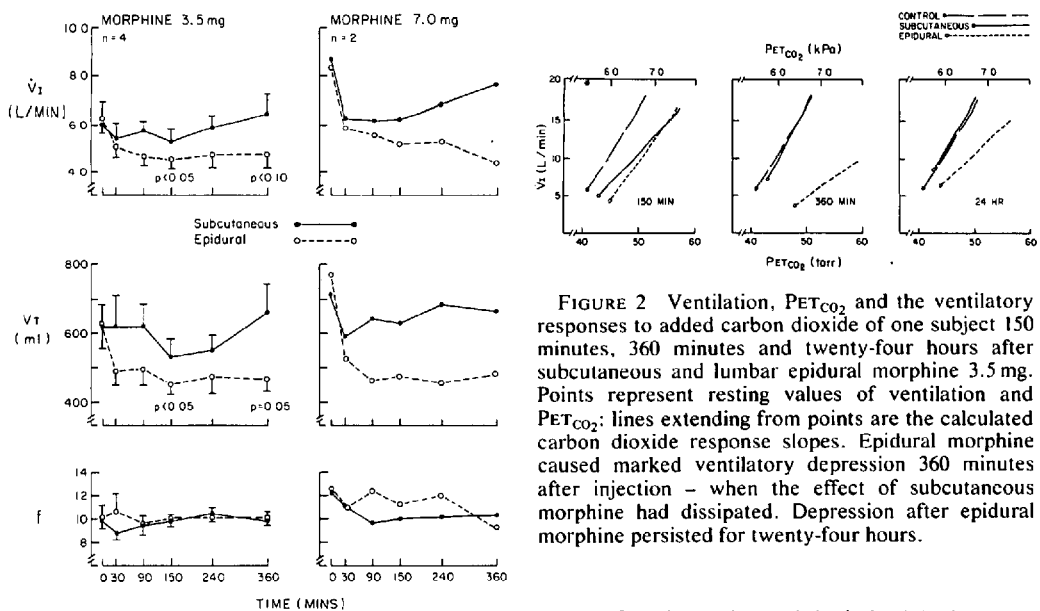 MORPHINE 3.5 mg
n = 4
MORPHINE 7.0 mg
n = 2
10.0
8.0
6.0
4.0
V̇I
(L/MIN)
p<0.05
p<0.10
Subcutaneous
Epidural
800
600
400
VT
(ml)
p<0.05
p=0.05
14
12
10
8
f
0 30 90 150 240 360
0 30 90 150 240 360
TIME (MINS)
CONTROL
SUBCUTANEOUS
EPIDURAL
PETCO2 (kPa)
6.0 7.0
6.0 7.0
6.0 7.0
20
15
10
5
V̇I (L/min)
150 MIN
360 MIN
24 HR
40 50 60
40 50 60
40 50 60
PETCO2 (torr)
FIGURE 2 Ventilation, PETCO2 and the ventilatory
responses to added carbon dioxide of one subject 150
minutes, 360 minutes and twenty-four hours after
subcutaneous and lumbar epidural morphine 3.5 mg.
Points represent resting values of ventilation and
PETCO2; lines extending from points are the calculated
carbon dioxide response slopes. Epidural morphine
caused marked ventilatory depression 360 minutes
after injection – when the effect of subcutaneous
morphine had dissipated. Depression after epidural
morphine persisted for twenty-four hours.